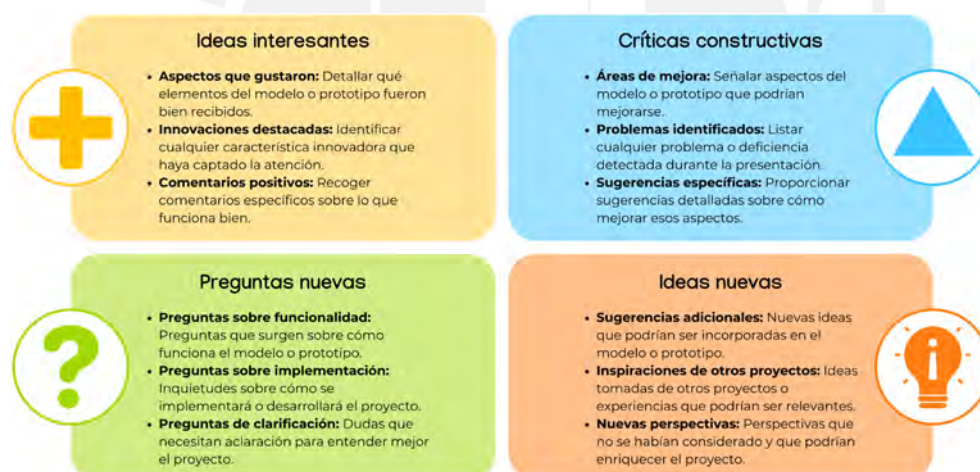 Ideas interesantes
• Aspectos que gustaron: Detallar qué
elementos del modelo o prototipo fueron
bien recibidos.
• Innovaciones destacadas: Identificar
cualquier característica innovadora que
haya captado la atención.
• Comentarios positivos: Recoger
comentarios específicos sobre lo que
funciona bien.
Críticas constructivas
• Áreas de mejora: Señalar aspectos del
modelo o prototipo que podrían
mejorarse.
• Problemas identificados: Listar
cualquier problema o deficiencia
detectada durante la presentación.
• Sugerencias específicas: Proporcionar
sugerencias detalladas sobre cómo
mejorar esos aspectos.
Preguntas nuevas
• Preguntas sobre funcionalidad:
Preguntas que surgen sobre cómo
funciona el modelo o prototipo.
• Preguntas sobre implementación:
Inquietudes sobre cómo se
implementará o desarrollará el proyecto.
• Preguntas de clarificación: Dudas que
necesitan aclaración para entender mejor
el proyecto.
Ideas nuevas
• Sugerencias adicionales: Nuevas ideas
que podrían ser incorporadas en el
modelo o prototipo.
• Inspiraciones de otros proyectos: Ideas
tomadas de otros proyectos o
experiencias que podrían ser relevantes.
• Nuevas perspectivas: Perspectivas que
no se habían considerado y que podrían
enriquecer el proyecto.